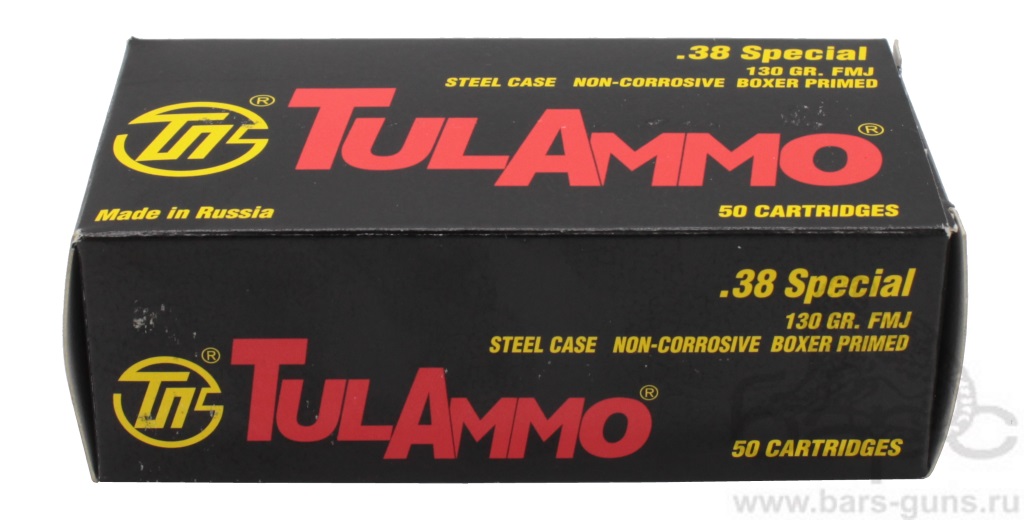 .38 Special
130 GR. FMJ
STEEL CASE NON-CORROSIVE BOXER PRIMED
®
TULAMMO®
Made in Russia
50 CARTRIDGES
.38 Special
130 GR. FMJ
STEEL CASE NON-CORROSIVE BOXER PRIMED
®
TULAMMO®
50 CARTRIDGES
www.bars-guns.ru